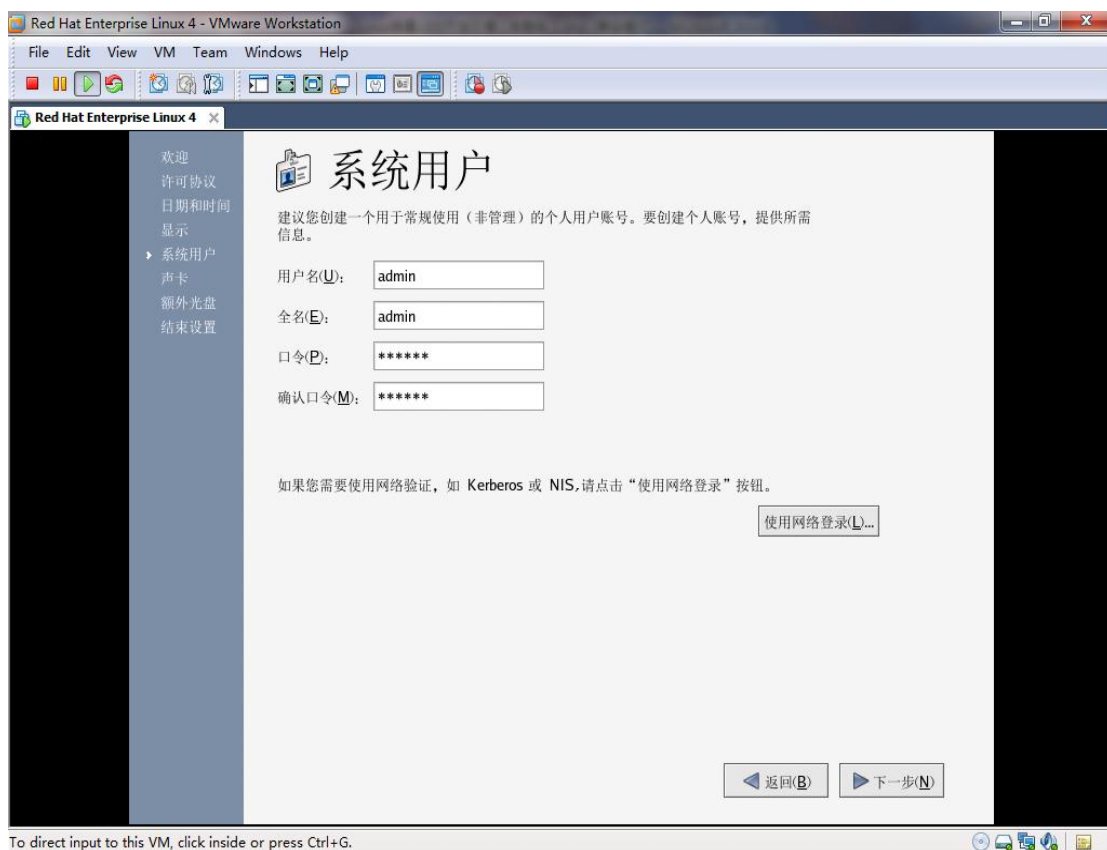 Red Hat Enterprise Linux 4 - VMware Workstation
File Edit View VM Team Windows Help
Red Hat Enterprise Linux 4
欢迎
许可协议
日期和时间
显示
系统用户
声卡
额外光盘
结束设置
系统用户
建议您创建一个用于常规使用（非管理）的个人用户账号。要创建个人账号，提供所需
信息。
用户名(U)： admin
全名(E)： admin
口令(P)： ******
确认口令(M)： ******
如果您需要使用网络验证，如 Kerberos 或 NIS,请点击“使用网络登录”按钮。
使用网络登录(L)...
返回(B) 下一步(N)
To direct input to this VM, click inside or press Ctrl+G.